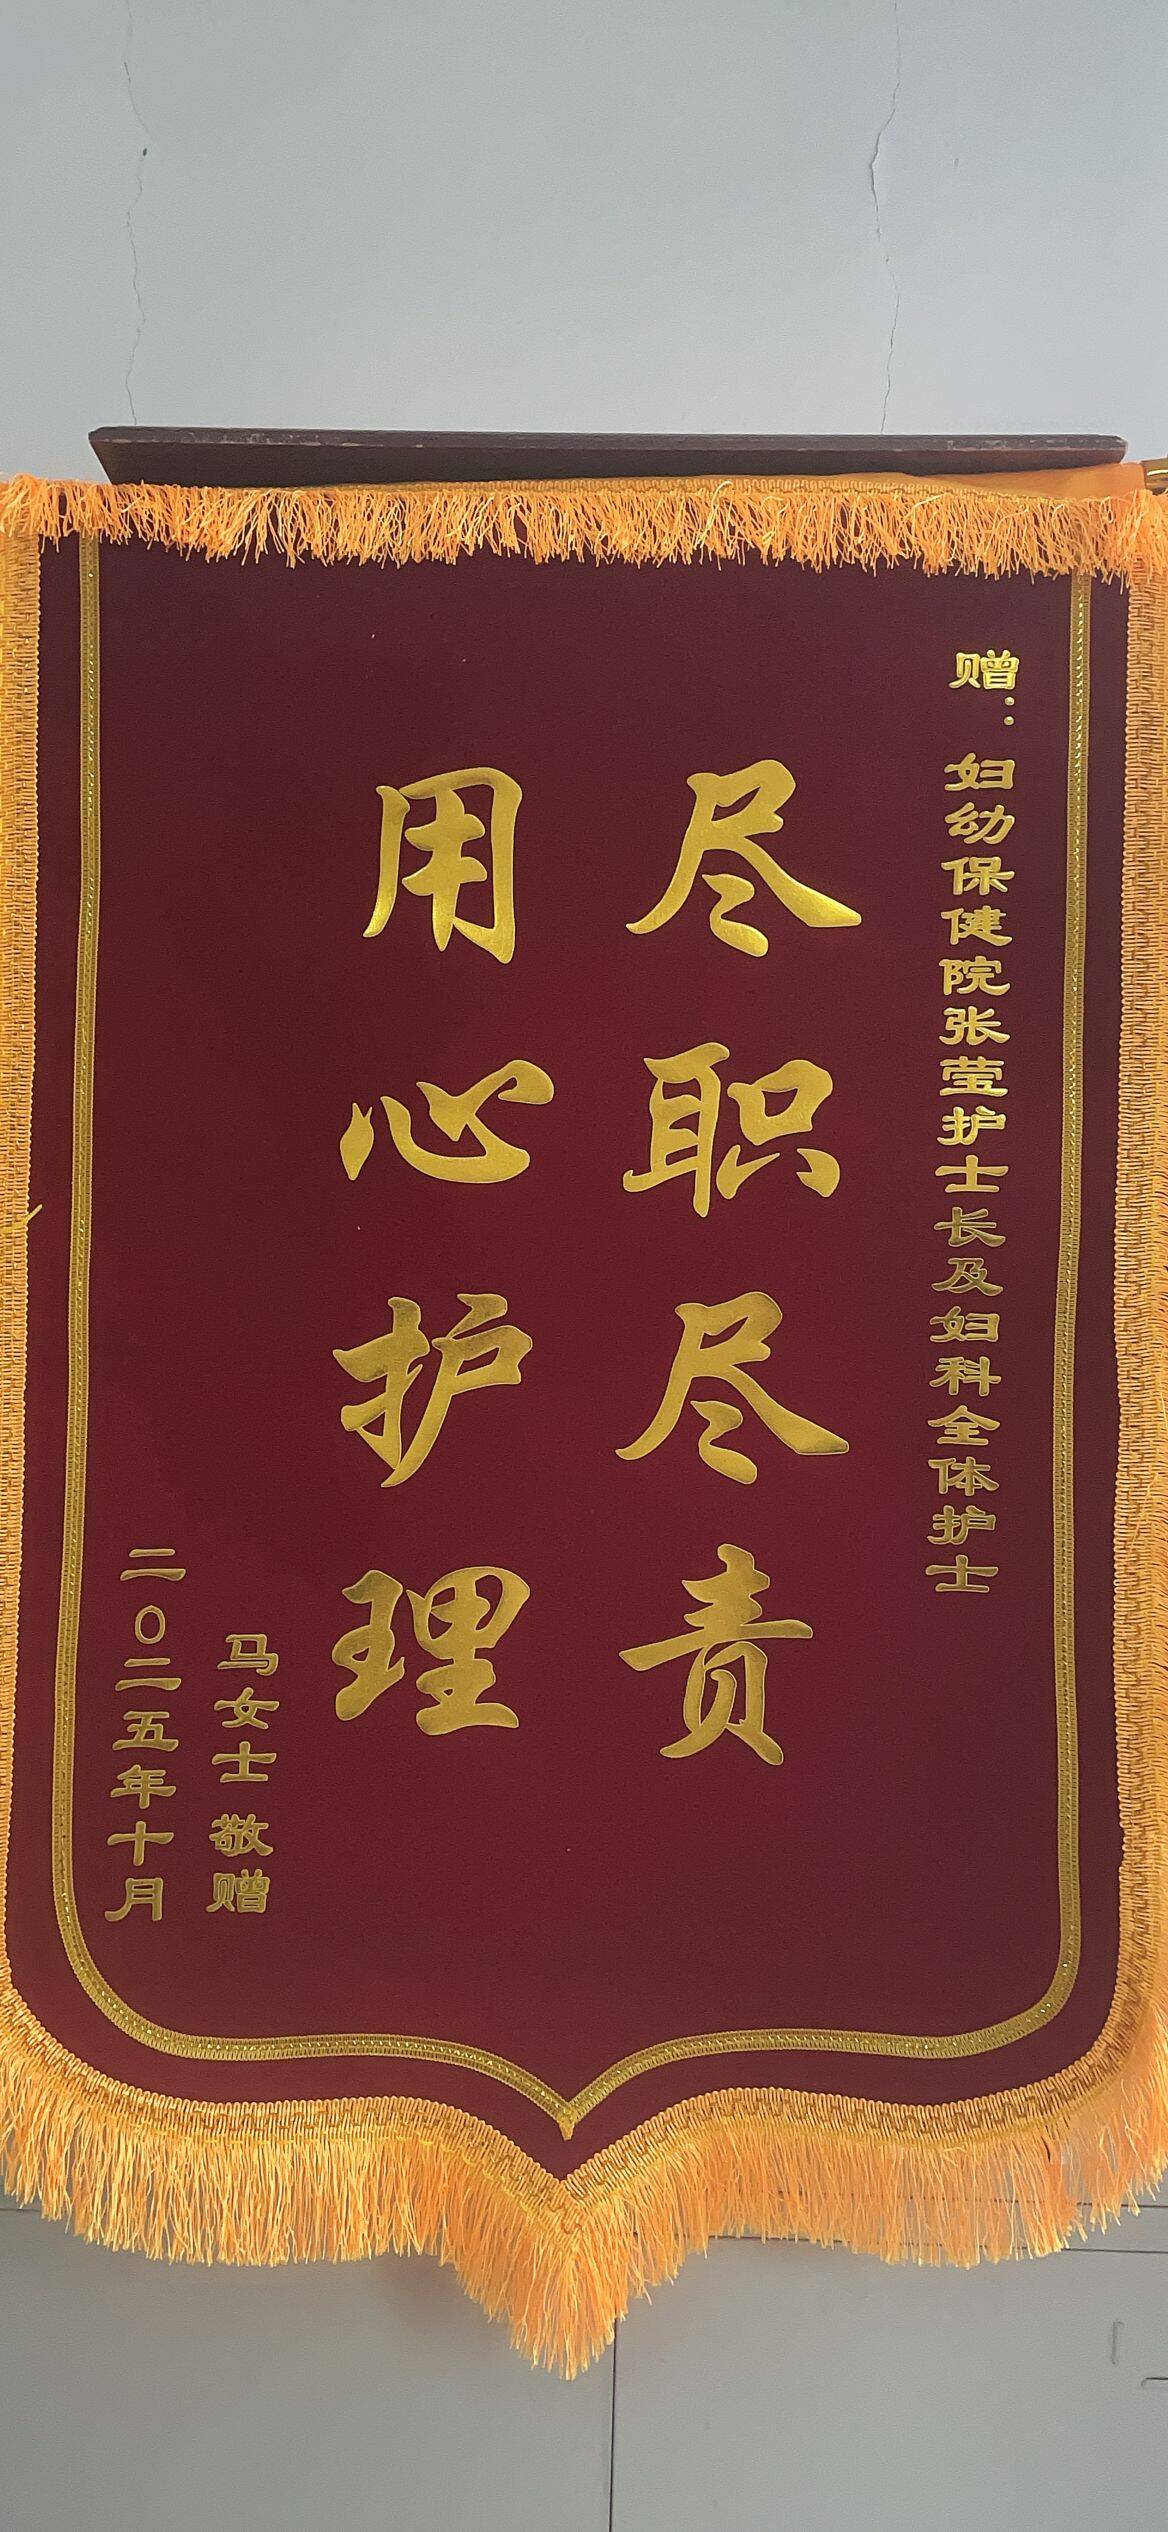 赠：妇幼保健院张莹护士长及妇科全体护士
尽职尽责
用心护理
马女士 敬赠
二〇二五年十月